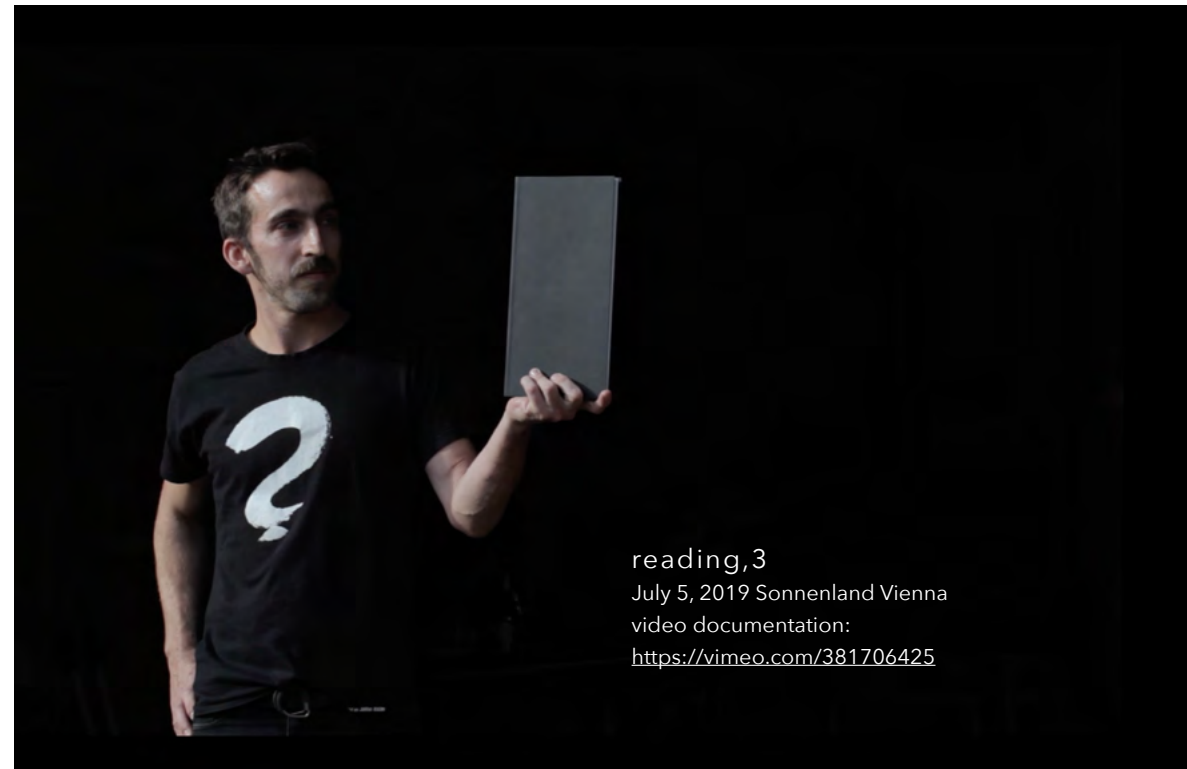 ?
reading,3
July 5, 2019 Sonnenland Vienna
video documentation:
https://vimeo.com/381706425